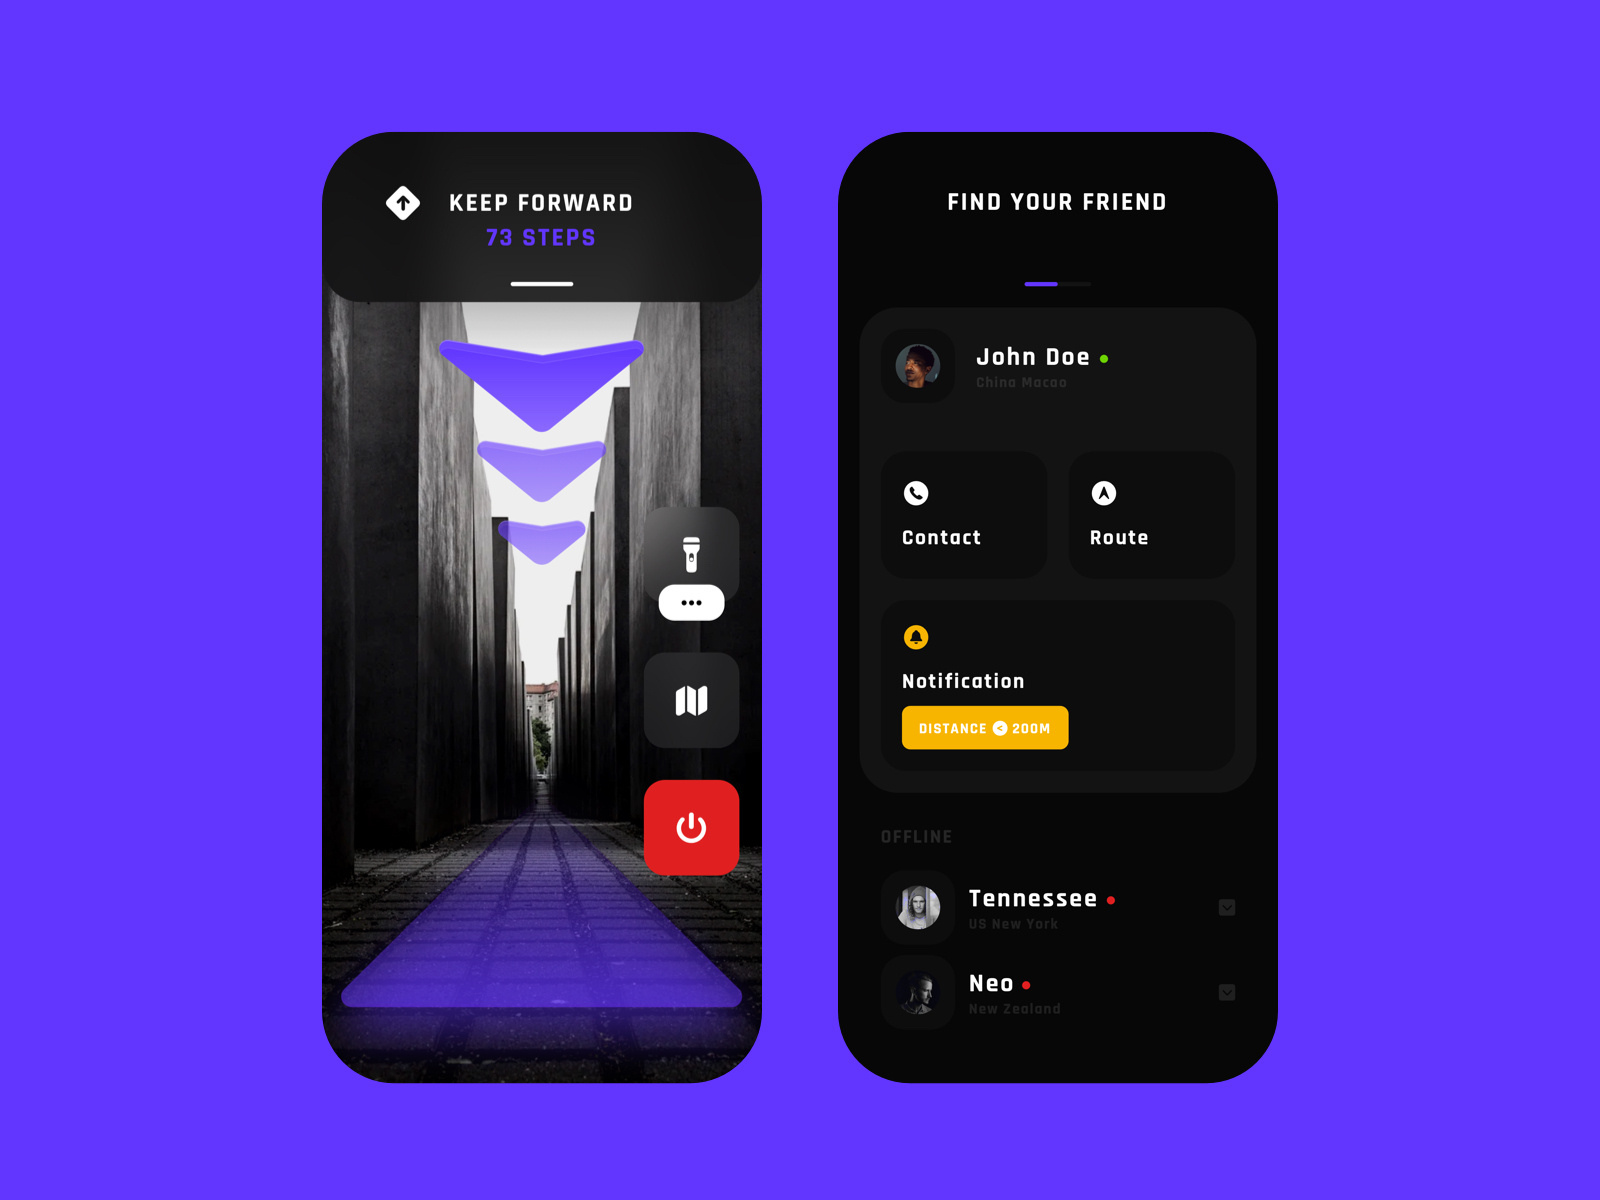 KEEP FORWARD
73 STEPS
FIND YOUR FRIEND
John Doe
China Macao
Contact
Route
Notification
DISTANCE < 200M
OFFLINE
Tennessee
US New York
Neo
New Zealand